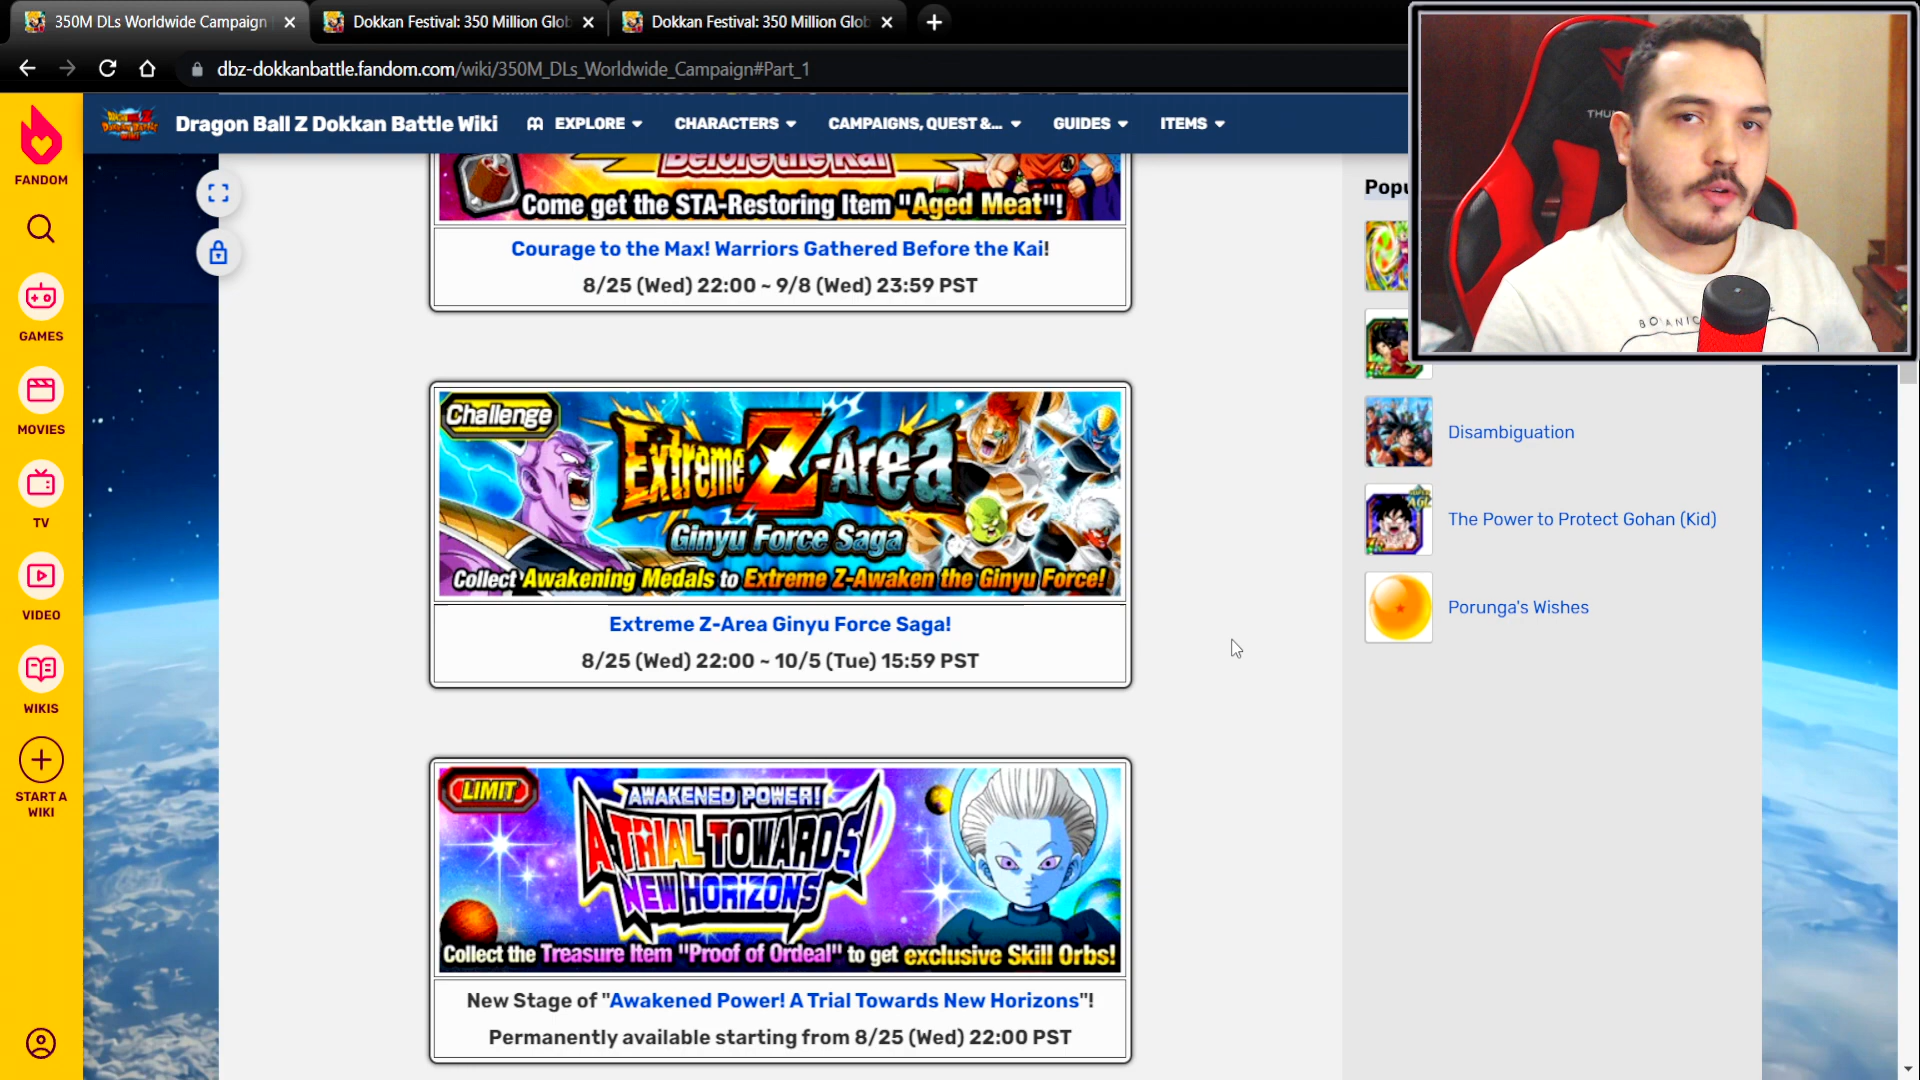 350M DLs Worldwide Campaign
Dokkan Festival: 350 Million Glob
Dokkan Festival: 350 Million Glob
dbz-dokkanbattle.fandom.com/wiki/350M_DLs_Worldwide_Campaign#Part_1
Dragon Ball Z Dokkan Battle Wiki
EXPLORE
CHARACTERS
CAMPAIGNS, QUEST &...
GUIDES
ITEMS
FANDOM
GAMES
MOVIES
TV
VIDEO
WIKIS
START A
WIKI
Before the Kai
Come get the STA-Restoring Item "Aged Meat"!
Courage to the Max! Warriors Gathered Before the Kai!
8/25 (Wed) 22:00 ~ 9/8 (Wed) 23:59 PST
Challenge
Extreme Z-Area
Ginyu Force Saga
Collect Awakening Medals to Extreme Z-Awaken the Ginyu Force!
Extreme Z-Area Ginyu Force Saga!
8/25 (Wed) 22:00 ~ 10/5 (Tue) 15:59 PST
LIMIT
AWAKENED POWER!
A TRIAL TOWARDS
NEW HORIZONS
Collect the Treasure Item "Proof of Ordeal" to get exclusive Skill Orbs!
New Stage of "Awakened Power! A Trial Towards New Horizons"!
Permanently available starting from 8/25 (Wed) 22:00 PST
Popu
Disambiguation
The Power to Protect Gohan (Kid)
Porunga's Wishes
THU